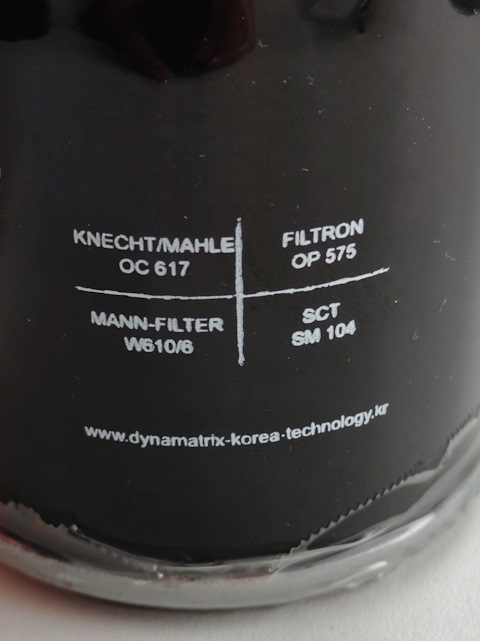 KNECHT/MAHLE
OC 617
FILTRON
OP 575
MANN-FILTER
W610/6
SCT
SM 104
www.dynamatrix-korea-technology.kr